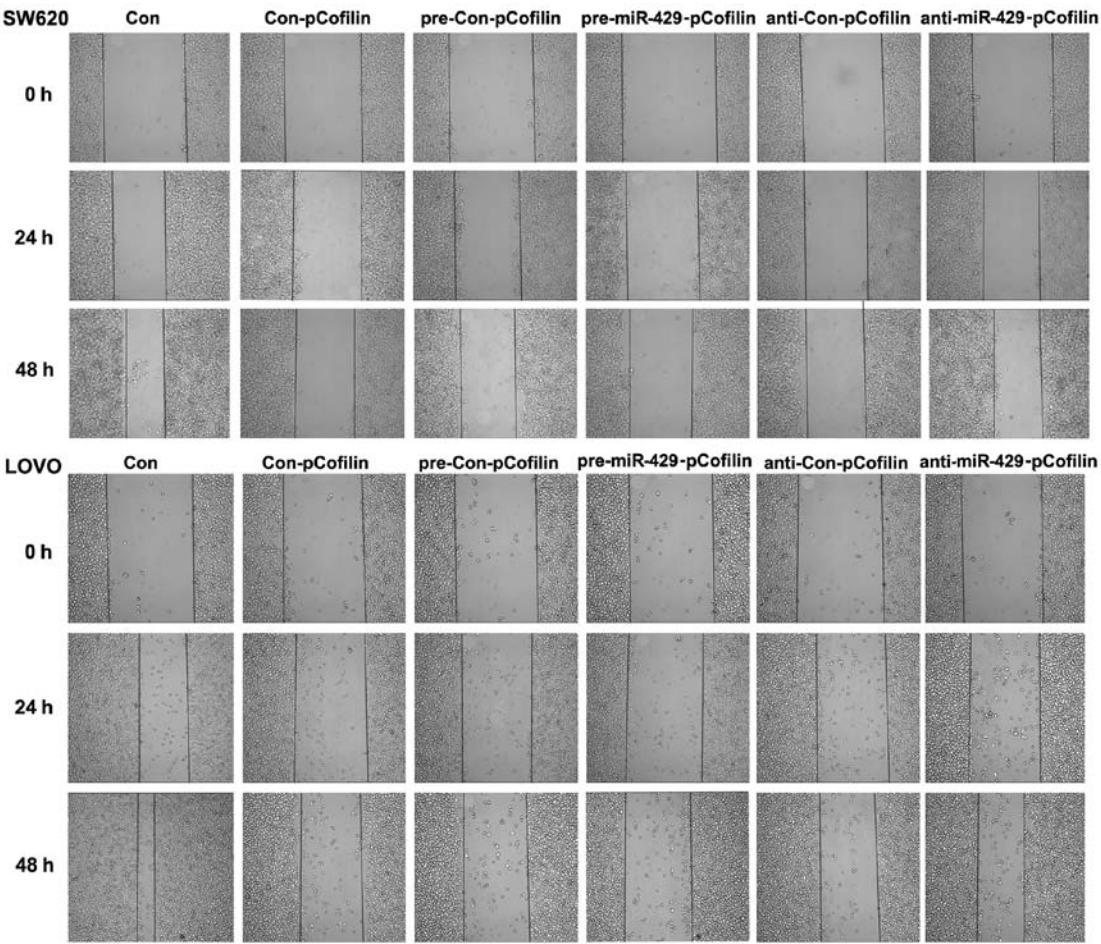 SW620 Con Con-pCofilin pre-Con-pCofilin pre-miR-429-pCofilin anti-Con-pCofilin anti-miR-429-pCofilin
0 h
24 h
48 h
LOVO Con Con-pCofilin pre-Con-pCofilin pre-miR-429-pCofilin anti-Con-pCofilin anti-miR-429-pCofilin
0 h
24 h
48 h